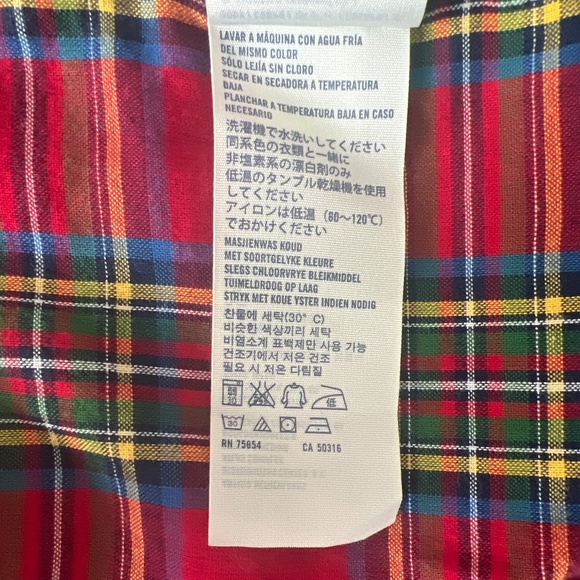 LAVAR A MÁQUINA CON AGUA FRÍA
DEL MISMO COLOR
SÓLO LEJÍA SIN CLORO
SECAR EN SECADORA A TEMPERATURA
BAJA
PLANCHAR A TEMPERATURA BAJA EN CASO
NECESARIO
洗濯機で水洗いしてください
同系色の衣類と一緒に
非塩素系の漂白剤のみ
低温のタンブル乾燥機を使用
してください
アイロンは低温（80～120℃）
でおかけください
MASJIENWAS KOUD
MET SOORTGELYKE KLEURE
SLEGS CHLOORVRYE BLEIKMIDDEL
TUIMELDROOG OP LAAG
STRYK MET KOUE YSTER INDIEN NODIG
찬물에 세탁(30° C)
비슷한 색상끼리 세탁
비염소계 표백제만 사용 가능
건조기에서 저온 건조
필요 시 저온 다림질
低
30
RN 75654 CA 50316